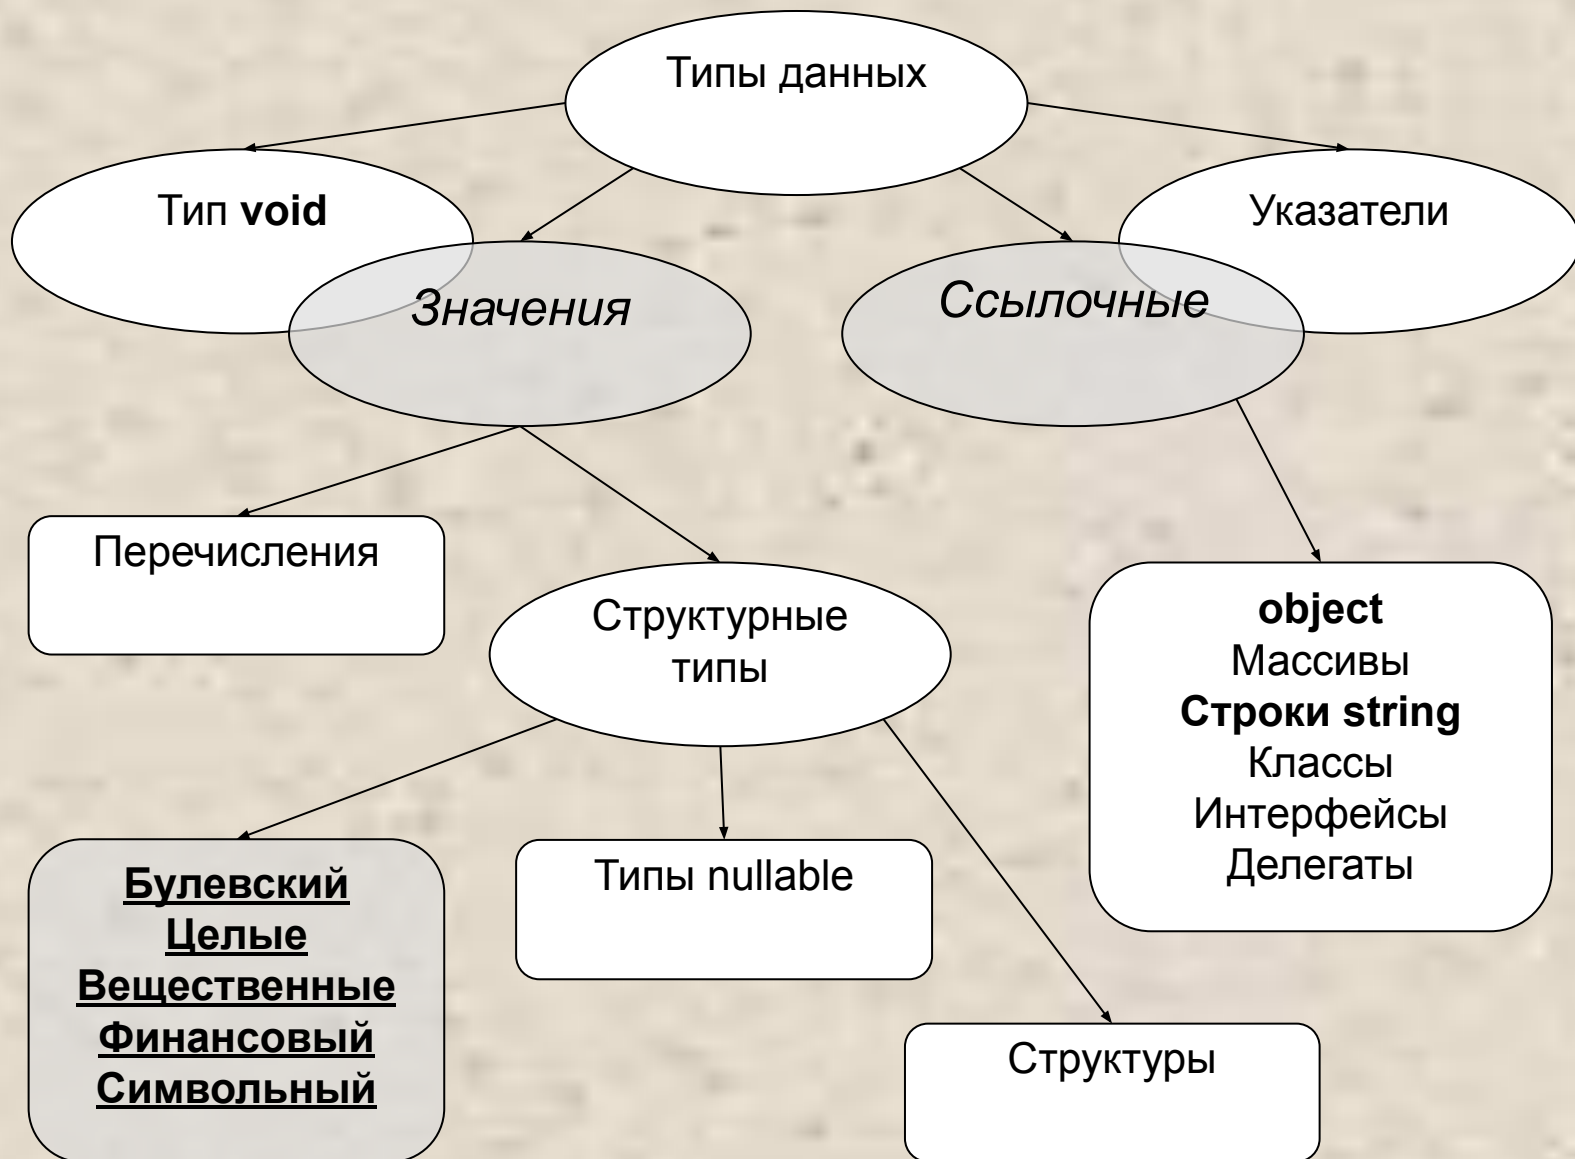 Типы данных
Тип void
Указатели
Значения
Ссылочные
Перечисления
Структурные
типы
object
Массивы
Строки string
Классы
Интерфейсы
Делегаты
Булевский
Целые
Вещественные
Финансовый
Символьный
Типы nullable
Структуры